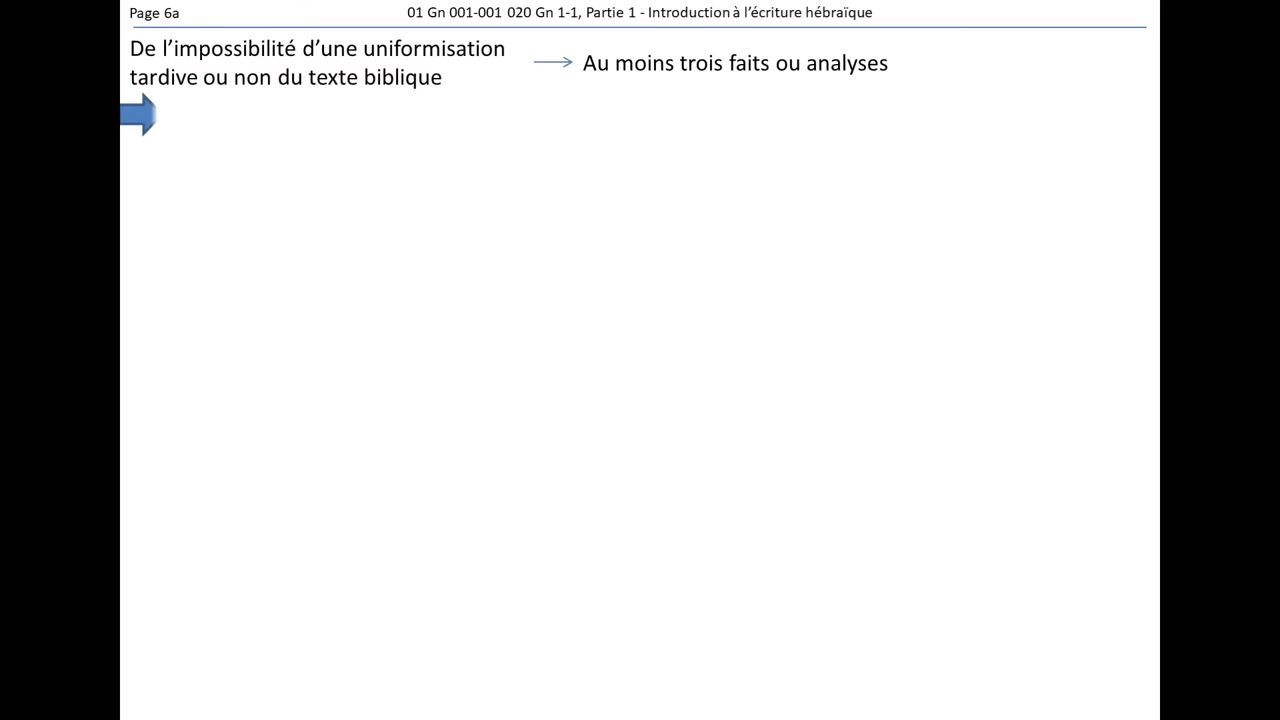 Page 6a
01 Gn 001-001 020 Gn 1-1, Partie 1 - Introduction à l’écriture hébraïque
De l’impossibilité d’une uniformisation
tardive ou non du texte biblique
Au moins trois faits ou analyses